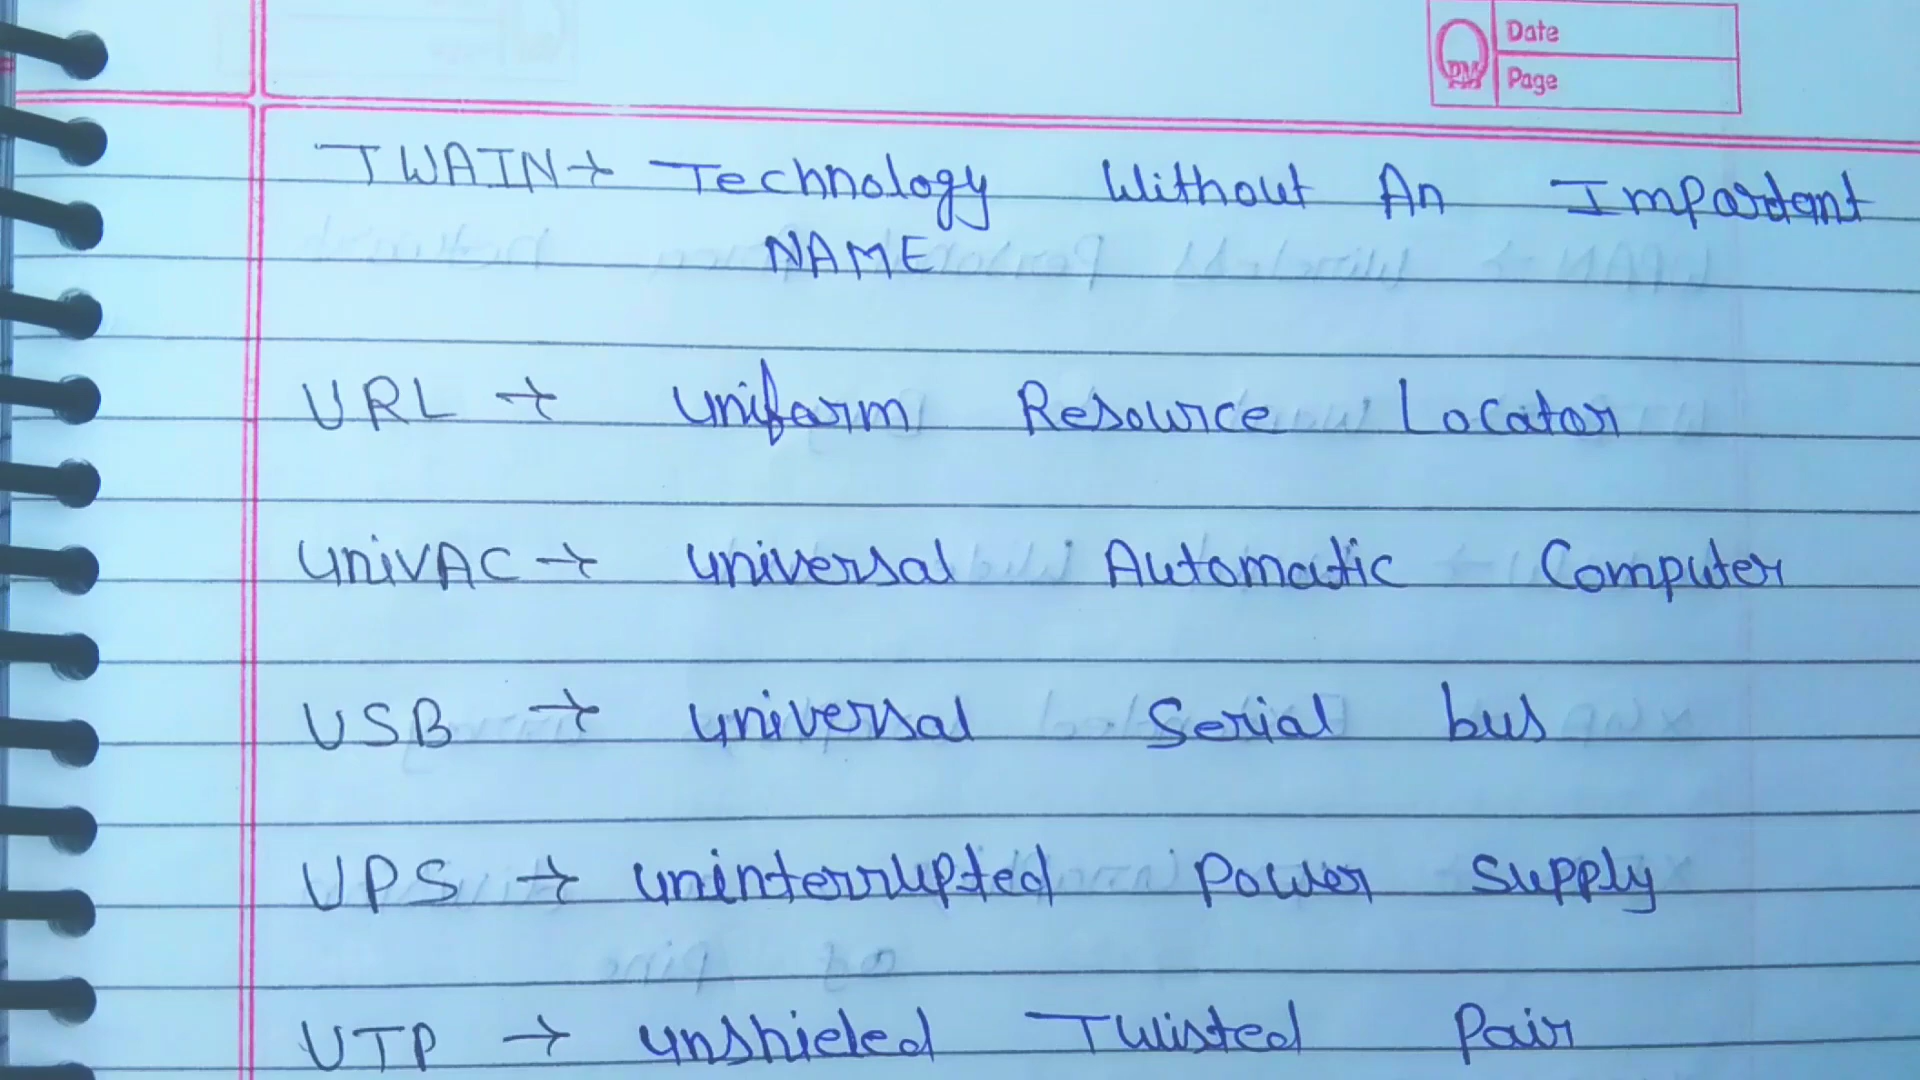 Date
Page
TWAIN → Technology Without An Important
NAME
URL → uniform Resource Locator
UniVAC → universal Automatic Computer
USB → universal Serial bus
UPS → uninterrupted Power Supply
UTP → unshieled Twisted Pair